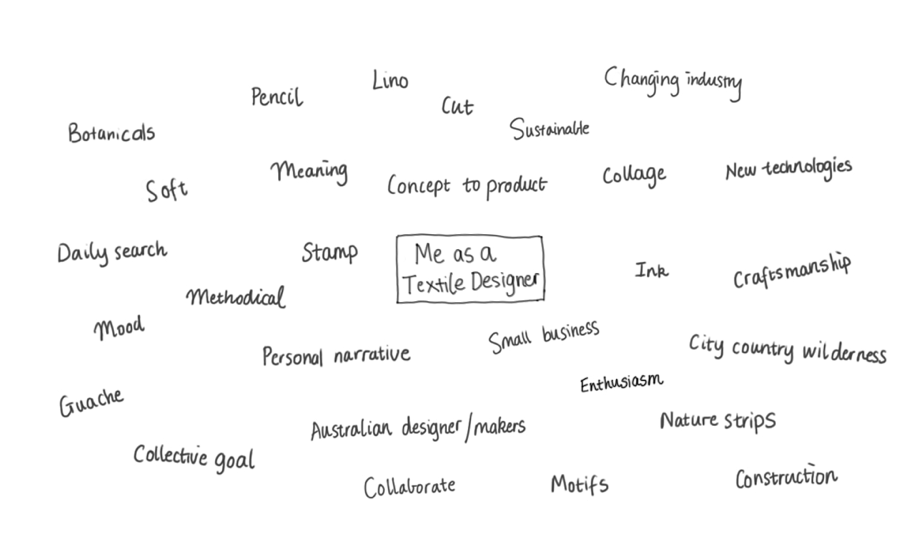 Lino
Changing industry
Pencil
Cut
Botanicals
Sustainable
Meaning
New technologies
Soft
Concept to product
Collage
Daily search
Stamp
Me as a
Textile Designer
Ink
Craftsmanship
Methodical
Mood
Small business
Personal narrative
City country wilderness
Enthusiasm
Guache
Australian designer/makers
Nature strips
Collective goal
Collaborate
Motifs
Construction